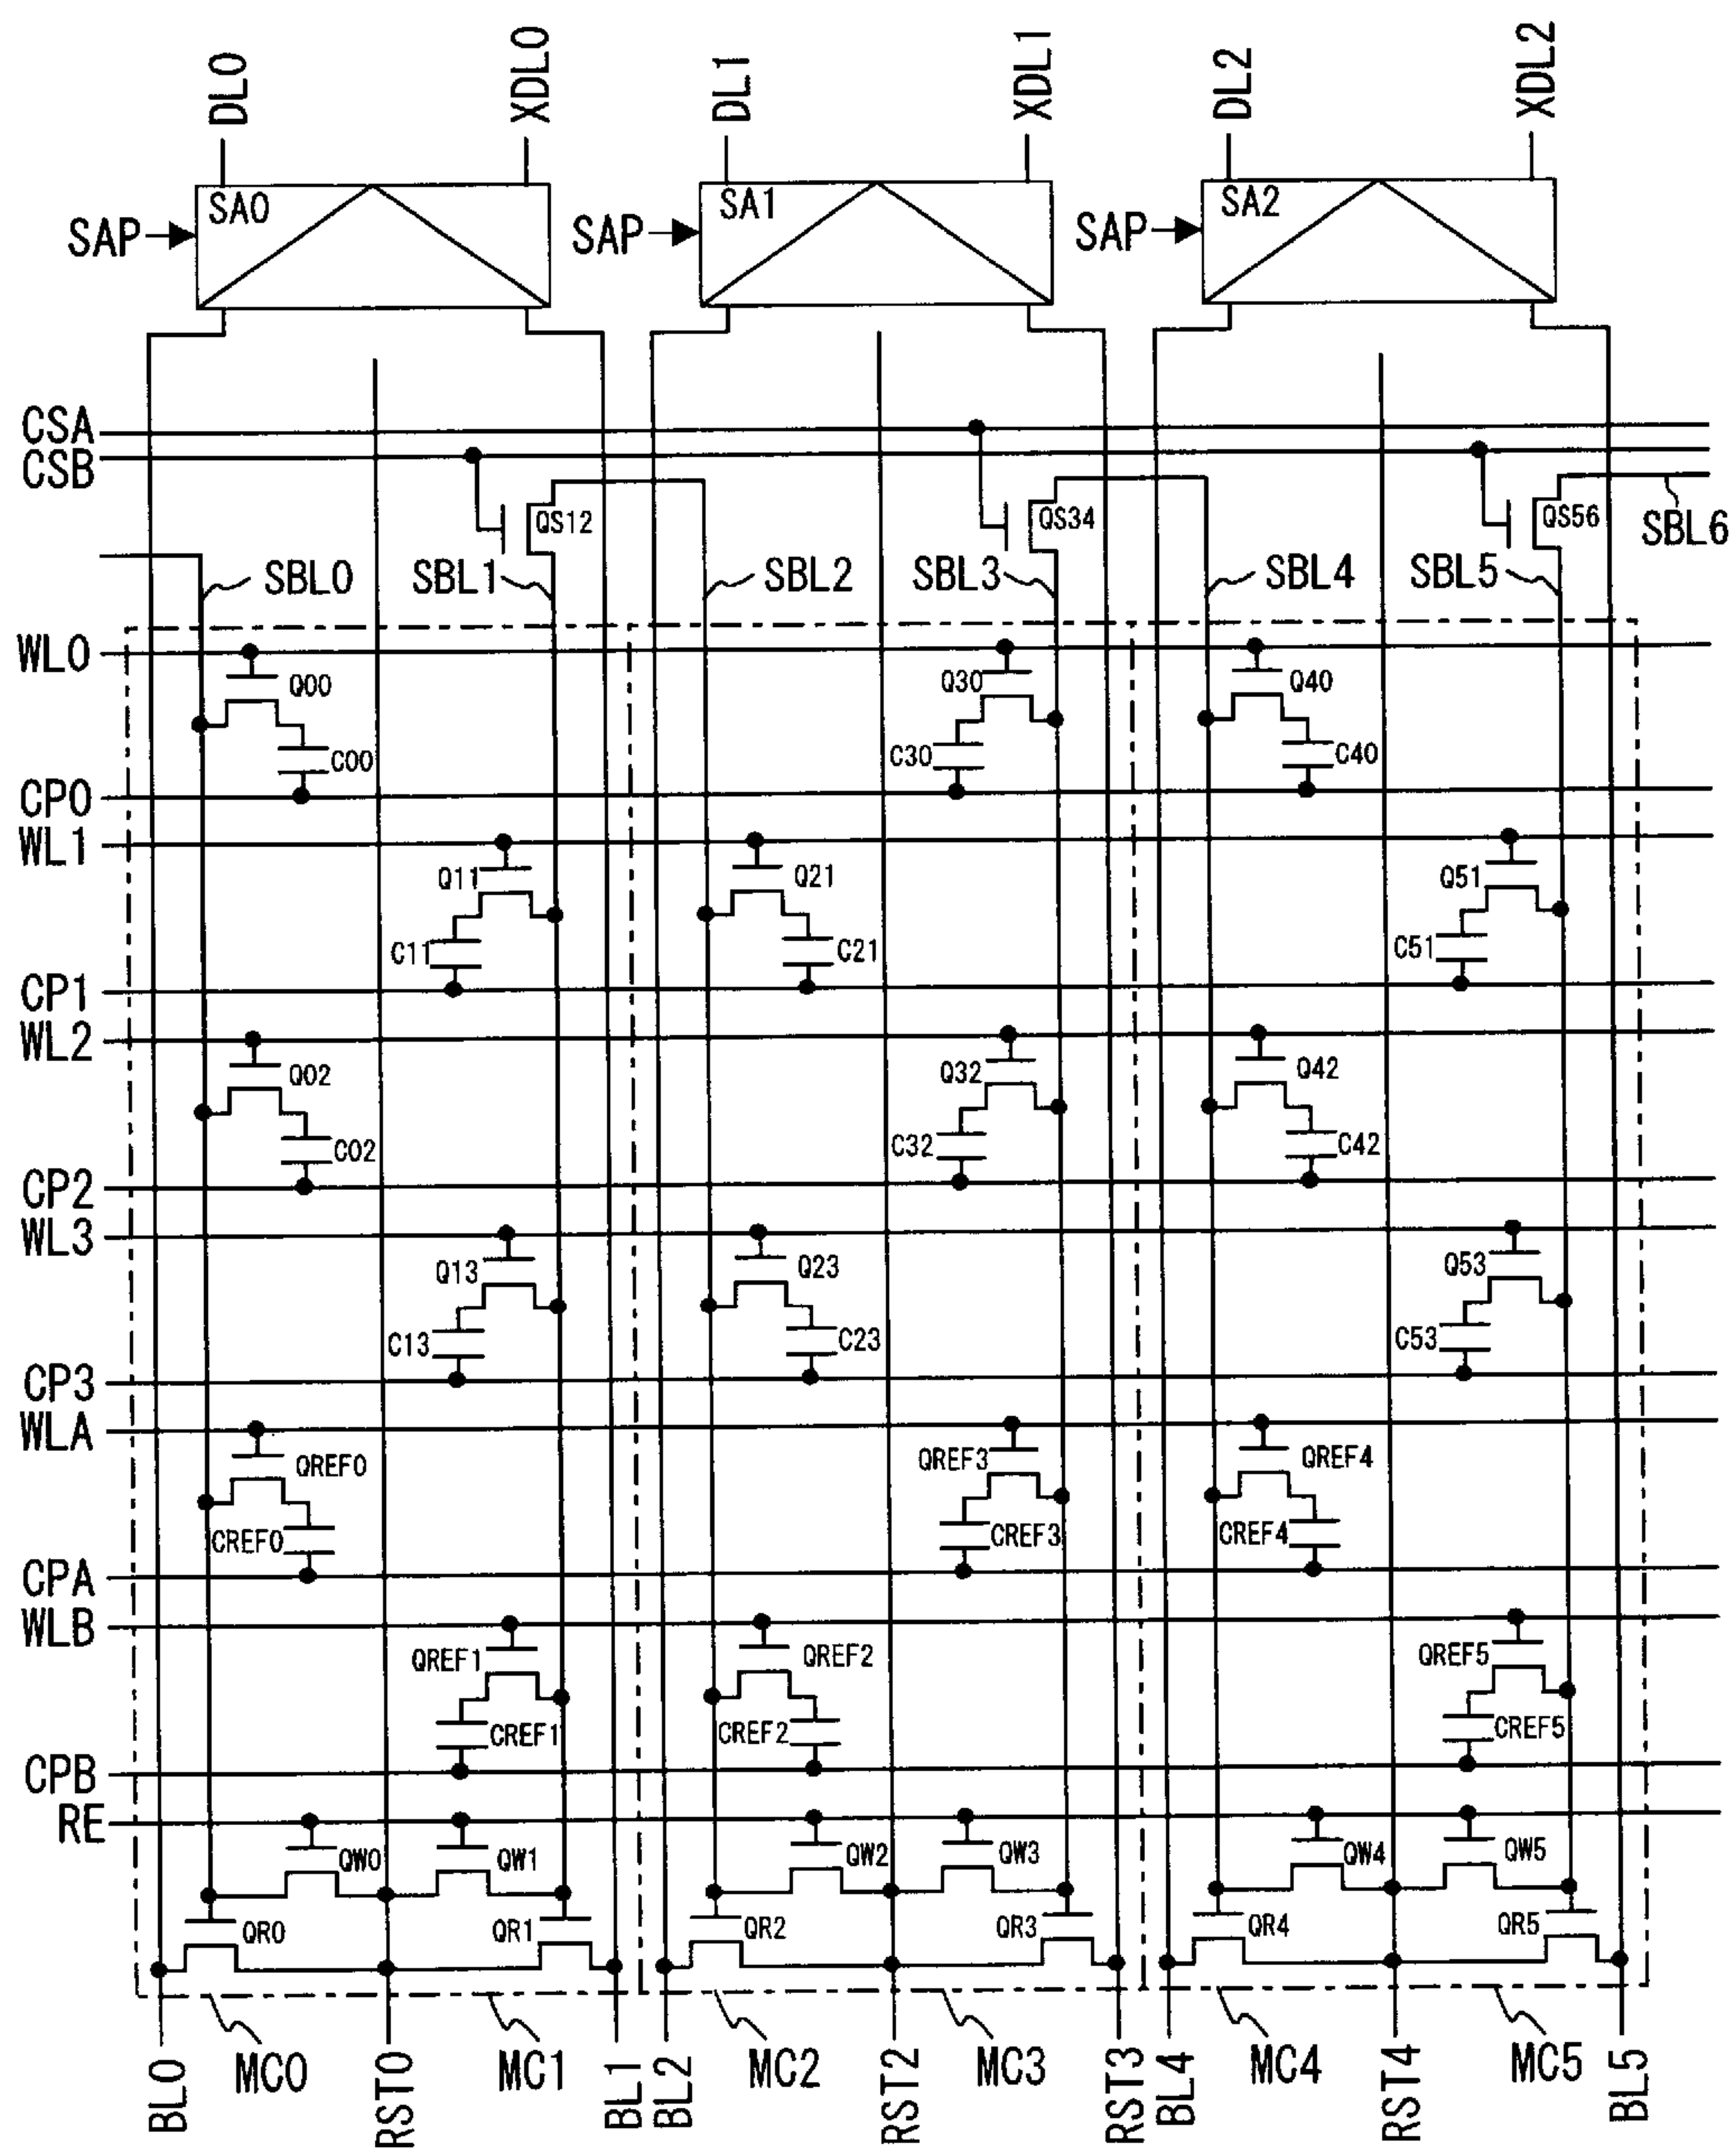 DL0 XDL0 DL1 XDL1 DL2 XDL2
SAP SA0 SAP SA1 SAP SA2
CSA
CSB
QS12 QS34 QS56
SBL0 SBL1 SBL2 SBL3 SBL4 SBL5 SBL6
WL0
Q00 Q30 Q40
C00 C30 C40
CP0
WL1
Q11 Q21 Q51
C11 C21 C51
CP1
WL2
Q02 Q32 Q42
C02 C32 C42
CP2
WL3
Q13 Q23 Q53
C13 C23 C53
CP3
WLA
QREF0 QREF3 QREF4
CREF0 CREF3 CREF4
CPA
WLB
QREF1 QREF2 QREF5
CREF1 CREF2 CREF5
CPB
RE
QW0 QW1 QW2 QW3 QW4 QW5
QR0 QR1 QR2 QR3 QR4 QR5
MC0 MC1 MC2 MC3 MC4 MC5
BL0 RST0 BL1 BL2 RST2 RST3 BL4 RST4 BL5